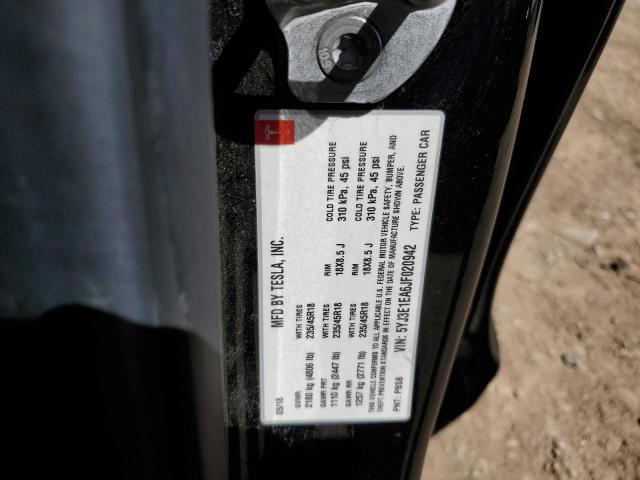 MFD BY TESLA, INC.
05/18
GVWR WITH TIRES RIM COLD TIRE PRESSURE
2180 kg (4806 lb) 235/45R18 18X8.5 J 310 kPa, 45 psi
GAWR FRT WITH TIRES
1110 kg (2447 lb) 235/45R18
GAWR RR WITH TIRES RIM COLD TIRE PRESSURE
1257 kg (2771 lb) 235/45R18 18X8.5 J 310 kPa, 45 psi
THIS VEHICLE CONFORMS TO ALL APPLICABLE U.S. FEDERAL MOTOR VEHICLE SAFETY, BUMPER, AND
THEFT PREVENTION STANDARDS IN EFFECT ON THE DATE OF MANUFACTURE SHOWN ABOVE.
VIN: 5YJ3E1EA6JF020942 TYPE: PASSENGER CAR
PNT: PBSB